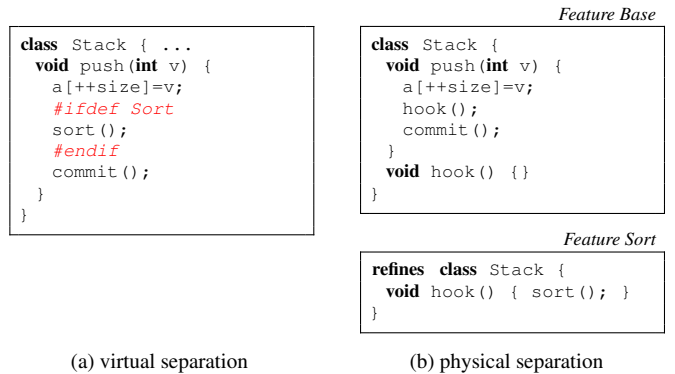 class Stack { ...
void push(int v) {
a[++size]=v;
#ifdef Sort
sort();
#endif
commit();
}
}
(a) virtual separation
Feature Base
class Stack {
void push(int v) {
a[++size]=v;
hook();
commit();
}
void hook() {}
}
Feature Sort
refines class Stack {
void hook() { sort(); }
}
(b) physical separation